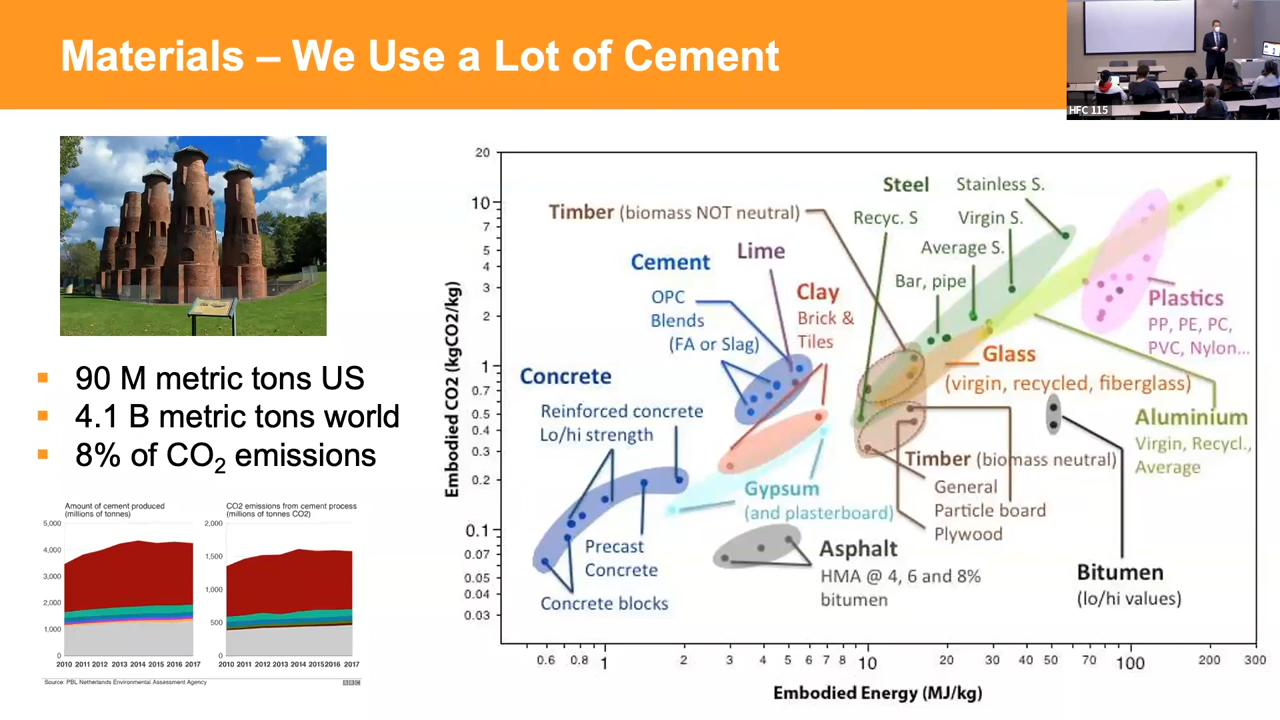 Materials – We Use a Lot of Cement
HFC 115
▪ 90 M metric tons US
▪ 4.1 B metric tons world
▪ 8% of CO₂ emissions
Amount of cement produced
(millions of tonnes)
5,000
4,000
3,000
2,000
1,000
0
2010 2011 2012 2013 2014 2015 2016 2017
CO2 emissions from cement process
(millions of tonnes CO2)
2,000
1,500
1,000
500
0
2010 2011 2012 2013 2014 2015 2016 2017
Source: PBL Netherlands Environmental Assessment Agency
BBC
Embodied CO2 (kgCO2/kg)
20
10
7
5
4
3
2
1
0.7
0.5
0.4
0.3
0.2
0.1
0.07
0.05
0.04
0.03
Timber (biomass NOT neutral)
Steel
Stainless S.
Recyc. S
Virgin S.
Average S.
Bar, pipe
Cement
OPC
Blends
(FA or Slag)
Lime
Clay
Brick &
Tiles
Plastics
PP, PE, PC,
PVC, Nylon...
Glass
(virgin, recycled, fiberglass)
Concrete
Reinforced concrete
Lo/hi strength
Aluminium
Virgin, Recycl.,
Average
Timber (biomass neutral)
General
Particle board
Plywood
Gypsum
(and plasterboard)
Precast
Concrete
Concrete blocks
Asphalt
HMA @ 4, 6 and 8%
bitumen
Bitumen
(lo/hi values)
0.6 0.8 1 2 3 4 5 6 7 8 10 20 30 40 50 70 100 200 300
Embodied Energy (MJ/kg)